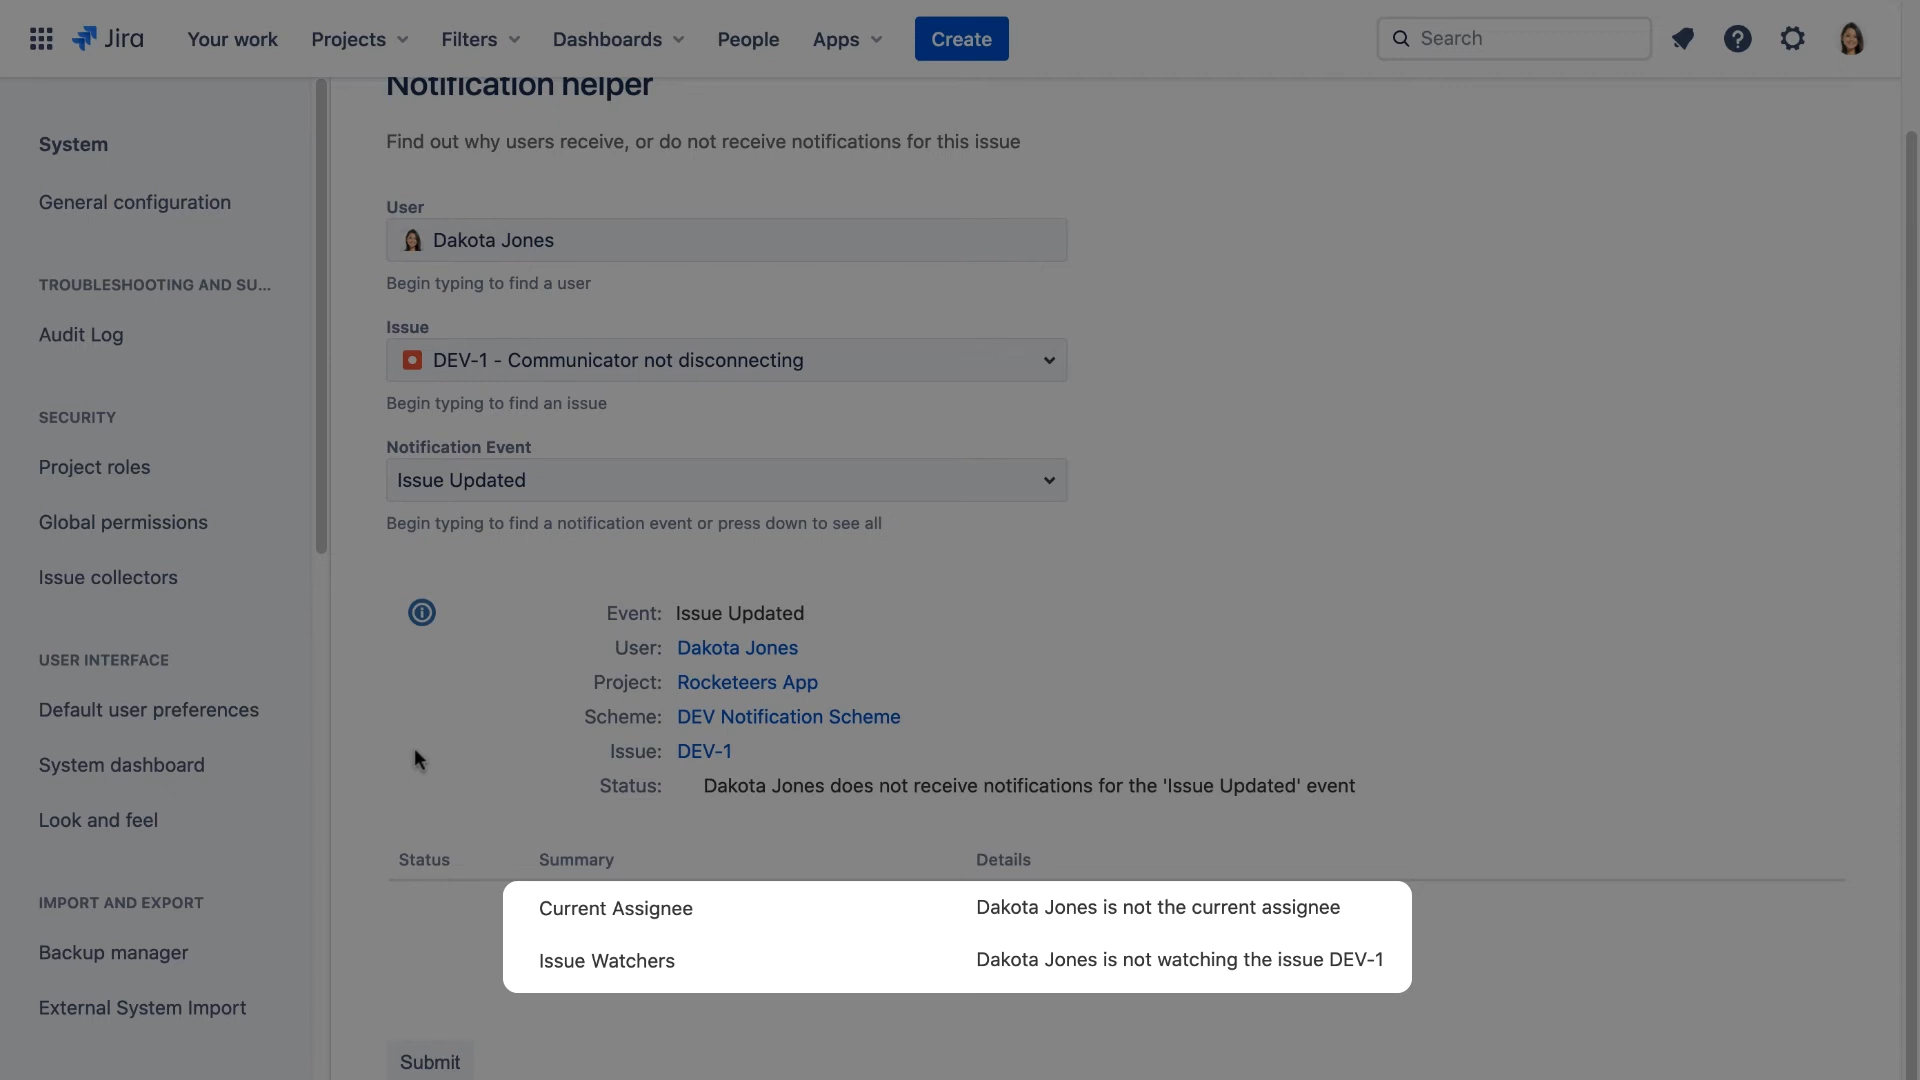 Jira
Your work
Projects
Filters
Dashboards
People
Apps
Create
Search
System
General configuration
TROUBLESHOOTING AND SU...
Audit Log
SECURITY
Project roles
Global permissions
Issue collectors
USER INTERFACE
Default user preferences
System dashboard
Look and feel
IMPORT AND EXPORT
Backup manager
External System Import
Notification helper
Find out why users receive, or do not receive notifications for this issue
User
Dakota Jones
Begin typing to find a user
Issue
DEV-1 - Communicator not disconnecting
Begin typing to find an issue
Notification Event
Issue Updated
Begin typing to find a notification event or press down to see all
Event: Issue Updated
User: Dakota Jones
Project: Rocketeers App
Scheme: DEV Notification Scheme
Issue: DEV-1
Status: Dakota Jones does not receive notifications for the 'Issue Updated' event
Status Summary Details
Current Assignee Dakota Jones is not the current assignee
Issue Watchers Dakota Jones is not watching the issue DEV-1
Submit